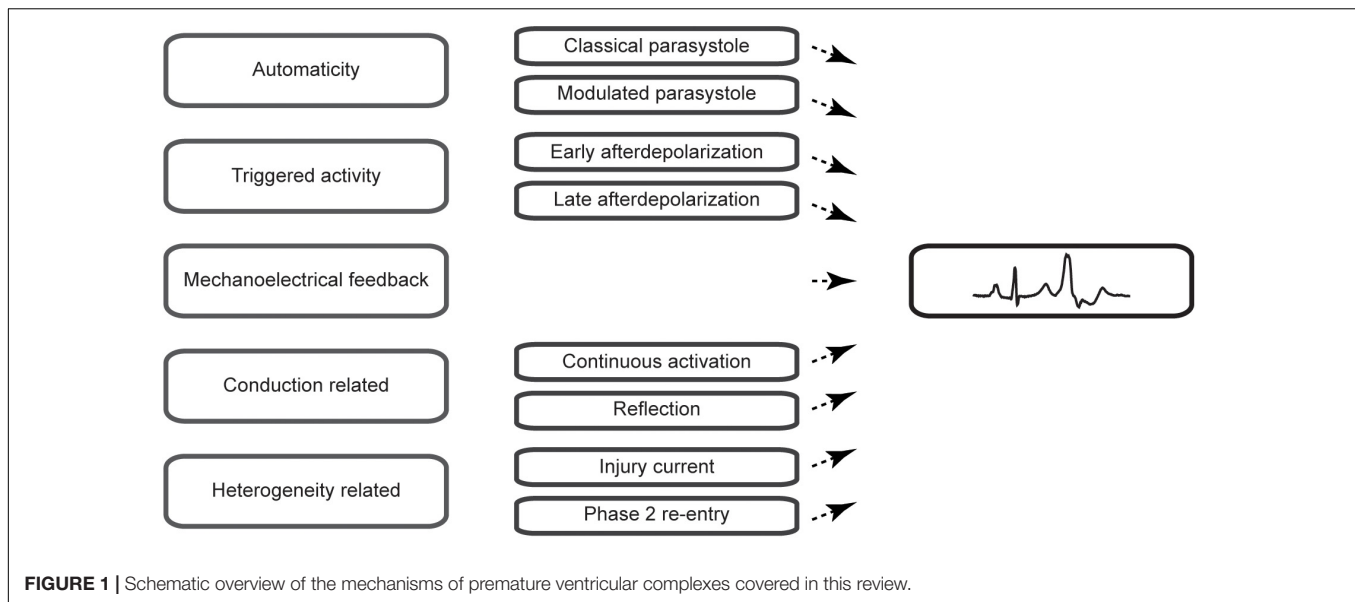 Automaticity
Classical parasystole
Modulated parasystole
Triggered activity
Early afterdepolarization
Late afterdepolarization
Mechanoelectrical feedback
Conduction related
Continuous activation
Reflection
Heterogeneity related
Injury current
Phase 2 re-entry
FIGURE 1 | Schematic overview of the mechanisms of premature ventricular complexes covered in this review.